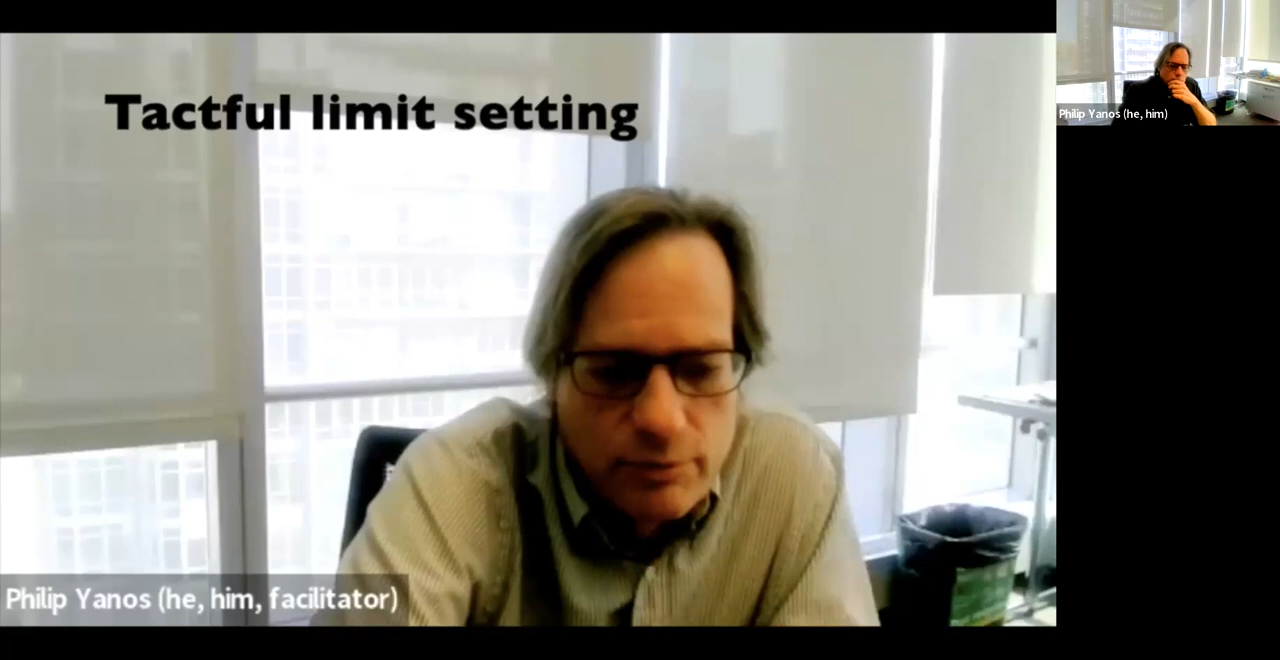 Tactful limit setting
Philip Yanos (he, him)
Philip Yanos (he, him, facilitator)